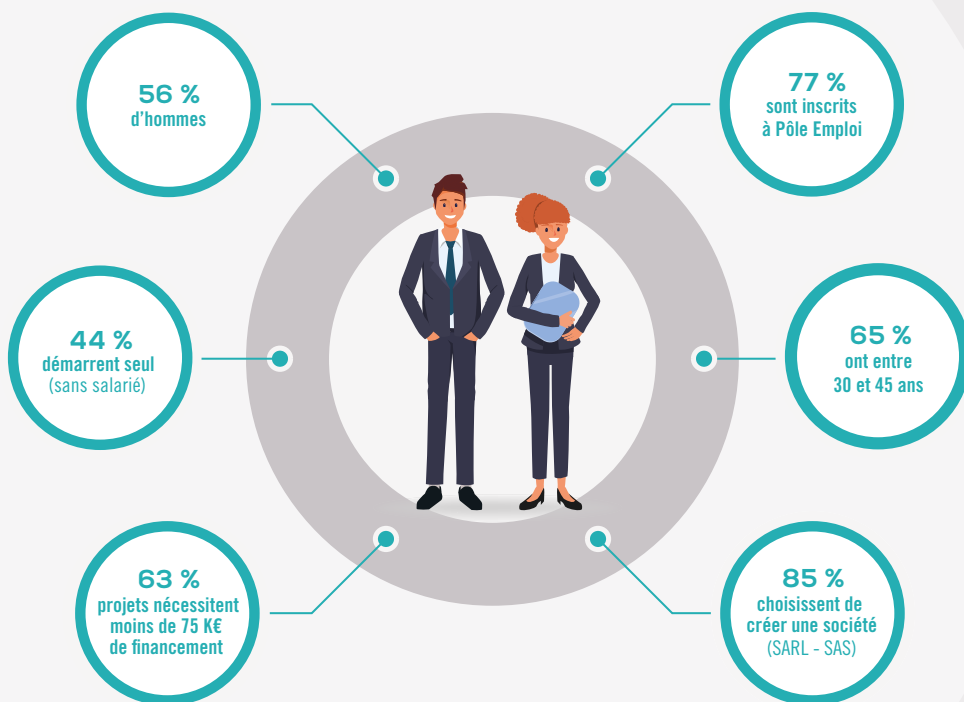 56 %
d'hommes
77 %
sont inscrits
à Pôle Emploi
44 %
démarrent seul
(sans salarié)
65 %
ont entre
30 et 45 ans
63 %
projets nécessitent
moins de 75 K€
de financement
85 %
choisissent de
créer une société
(SARL - SAS)